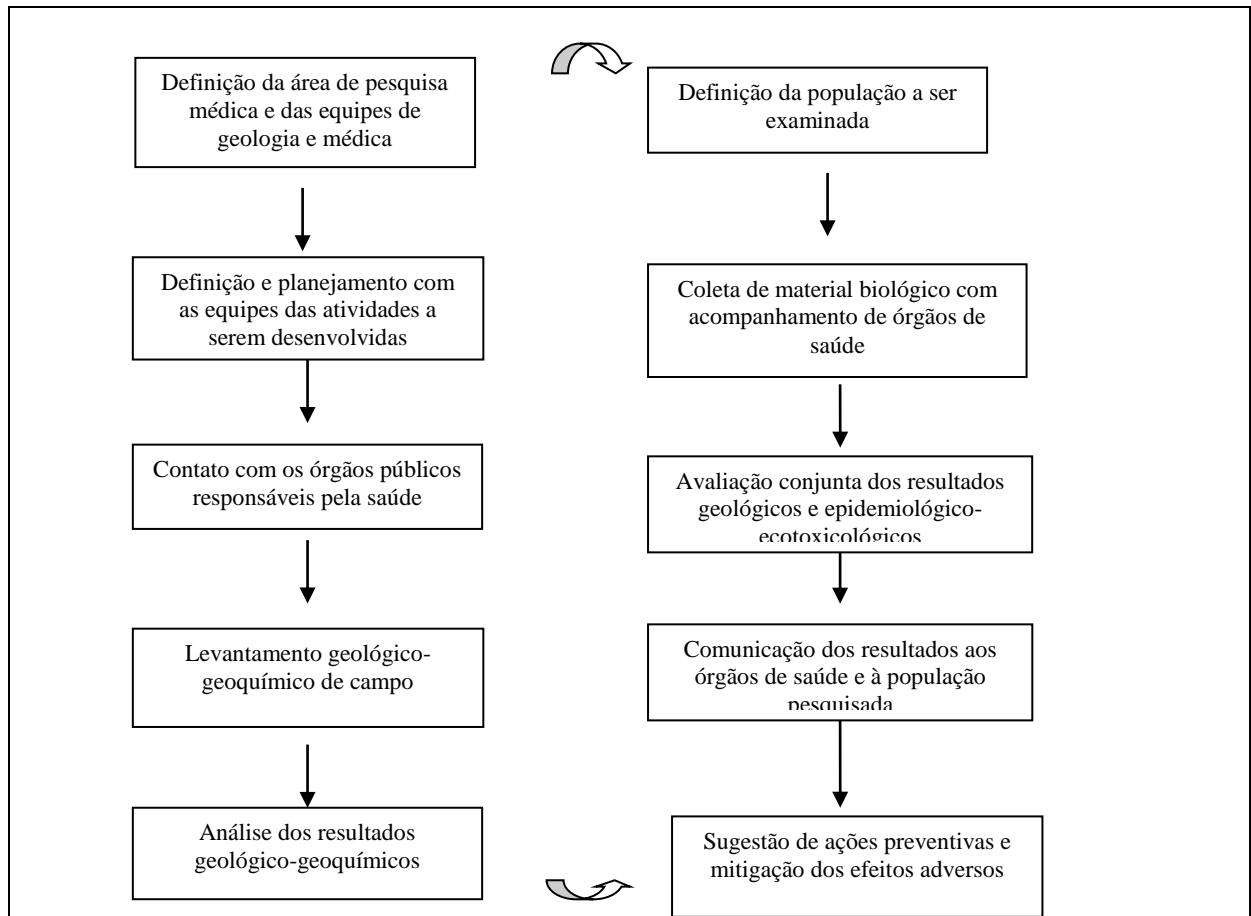 Definição da área de pesquisa
médica e das equipes de
geologia e médica
Definição e planejamento com
as equipes das atividades a
serem desenvolvidas
Contato com os órgãos públicos
responsáveis pela saúde
Levantamento geológico-
geoquímico de campo
Análise dos resultados
geológico-geoquímicos
Definição da população a ser
examinada
Coleta de material biológico com
acompanhamento de órgãos de
saúde
Avaliação conjunta dos resultados
geológicos e epidemiológico-
ecotoxicológicos
Comunicação dos resultados aos
órgãos de saúde e à população
pesquisada
Sugestão de ações preventivas e
mitigação dos efeitos adversos